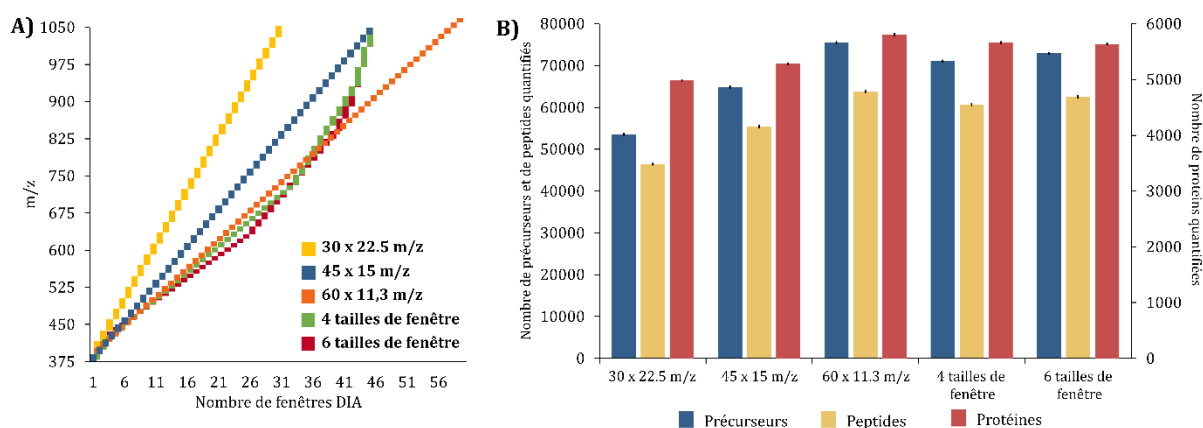 A)
1050
975
900
825
750
675
600
525
450
375
m/z
30 x 22.5 m/z
45 x 15 m/z
60 x 11,3 m/z
4 tailles de fenêtre
6 tailles de fenêtre
1 6 11 16 21 26 31 36 41 46 51 56
Nombre de fenêtres DIA
B)
Nombre de précurseurs et de peptides quantifiés
80000
70000
60000
50000
40000
30000
20000
10000
0
6000
5000
4000
3000
2000
1000
0
Nombre de proteins quantifiées
30 x 22.5 m/z 45 x 15 m/z 60 x 11.3 m/z 4 tailles de fenêtre 6 tailles de fenêtre
Précurseurs Peptides Protéines